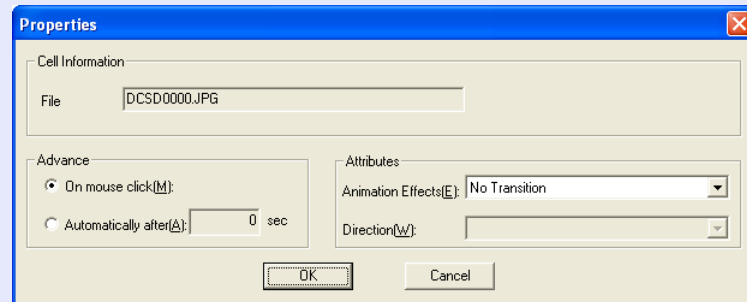 Properties
Cell Information
File DCSD0000.JPG
Advance
On mouse click(M):
Automatically after(A): 0 sec
Attributes
Animation Effects(E): No Transition
Direction(W):
OK Cancel